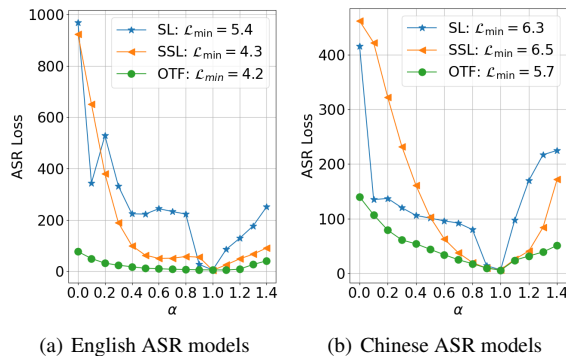 1000
800
600
400
200
0
ASR Loss
SL: ℒmin = 5.4
SSL: ℒmin = 4.3
OTF: ℒmin = 4.2
0.0 0.2 0.4 0.6 0.8 1.0 1.2 1.4
α
(a) English ASR models
400
300
200
100
0
ASR Loss
SL: ℒmin = 6.3
SSL: ℒmin = 6.5
OTF: ℒmin = 5.7
0.0 0.2 0.4 0.6 0.8 1.0 1.2 1.4
α
(b) Chinese ASR models